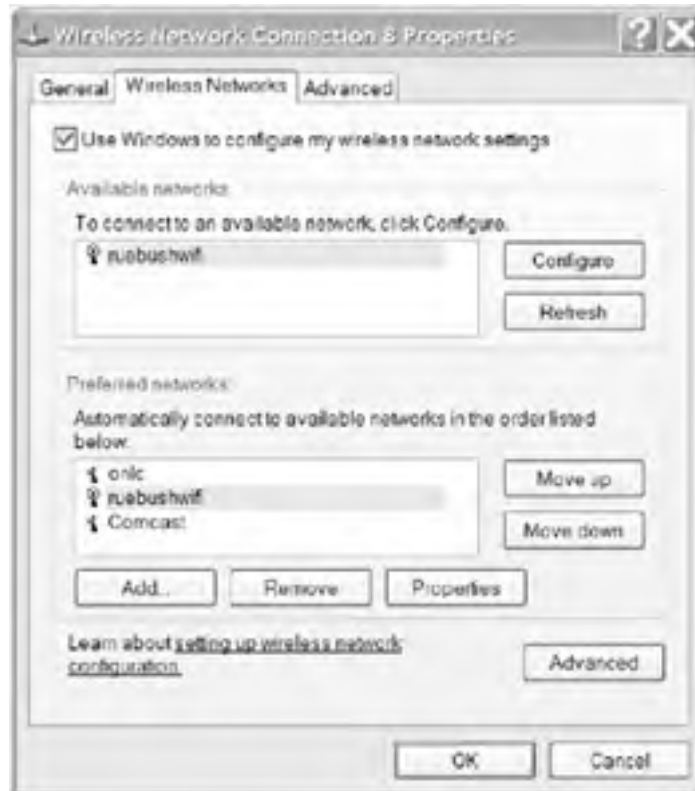 Wireless Network Connection 8 Properties
General Wireless Networks Advanced
Use Windows to configure my wireless network settings
Available networks
To connect to an available network, click Configure.
ruebushwifi
Configure
Refresh
Preferred networks:
Automatically connect to available networks in the order listed
below:
onlc
ruebushwifi
Comcast
Move up
Move down
Add... Remove Properties
Learn about setting up wireless network
configuration.
Advanced
OK Cancel